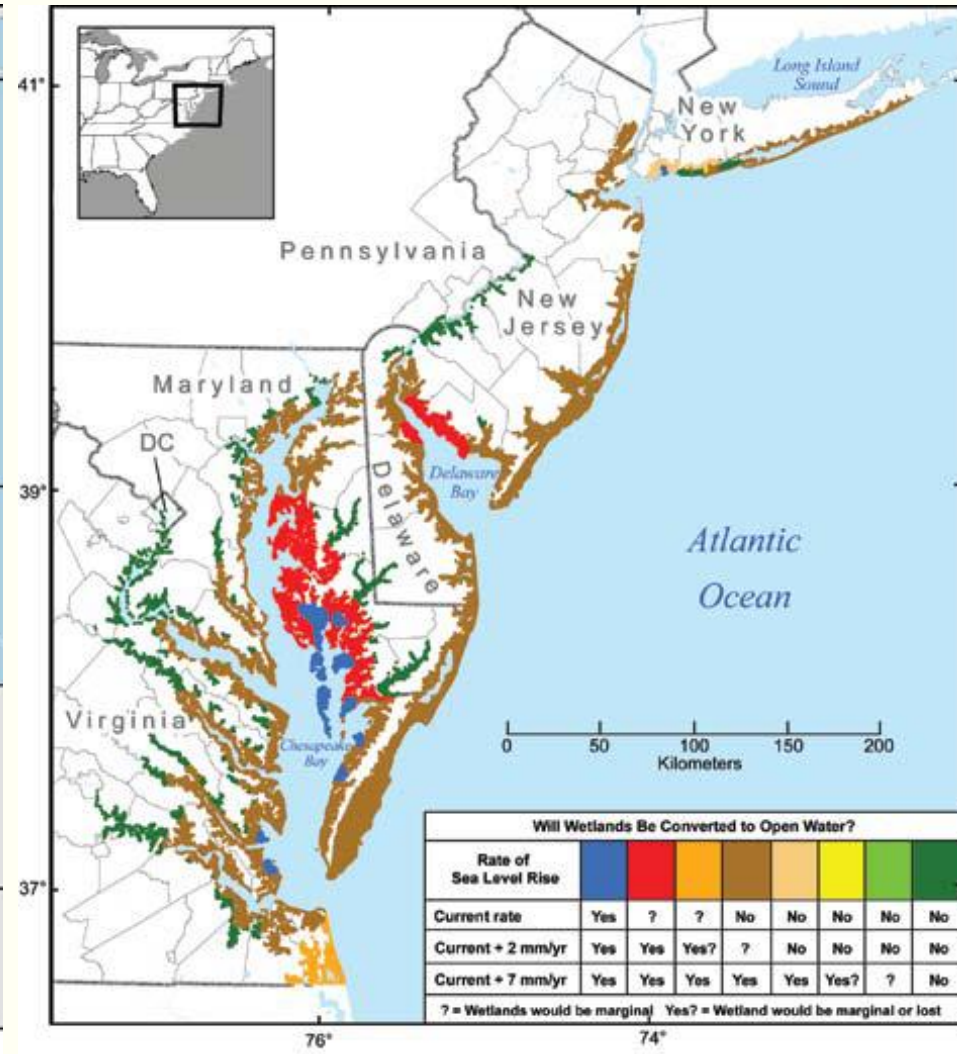 41°
Long Island
Sound
New
York
Pennsylvania
New
Jersey
Maryland
DC
39°
Delaware
Bay
Delaware
Atlantic
Ocean
Virginia
Chesapeake
Bay
0 50 100 150 200
Kilometers
37°
76° 74°
Will Wetlands Be Converted to Open Water?
Rate of
Sea Level Rise
Current rate Yes ? ? No No No No No
Current + 2 mm/yr Yes Yes Yes? ? No No No No
Current + 7 mm/yr Yes Yes Yes Yes Yes Yes? ? No
? = Wetlands would be marginal Yes? = Wetland would be marginal or lost